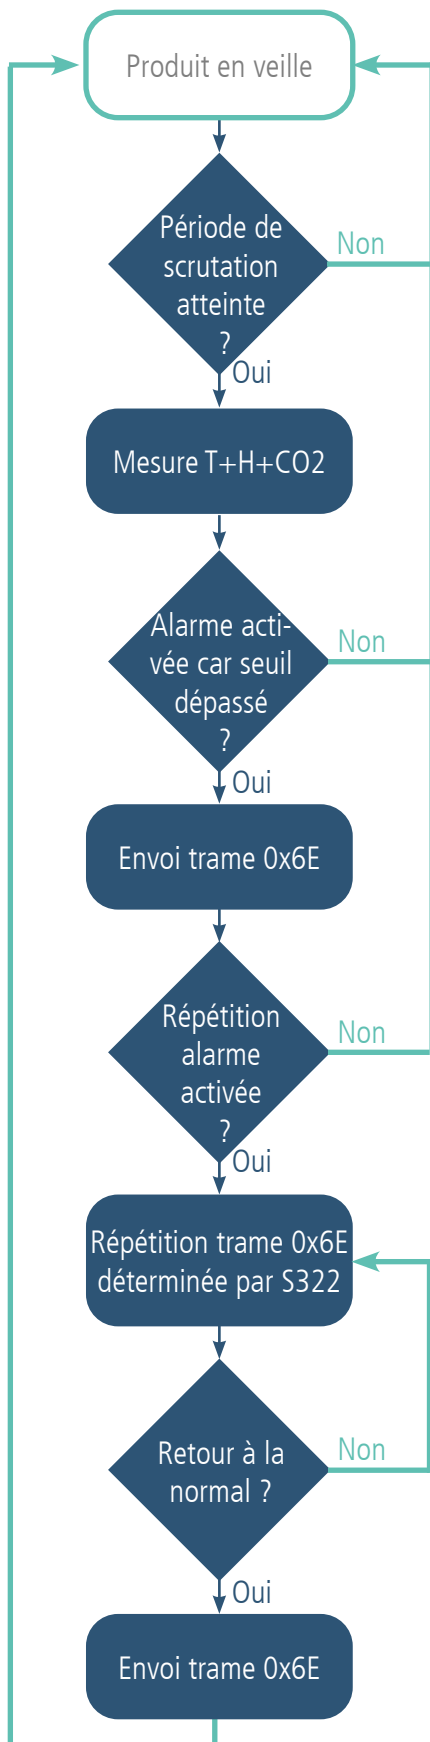 Produit en veille
Période de
scrutation
atteinte
?
Non
Oui
Mesure T+H+CO2
Alarme acti-
vée car seuil
dépassé
?
Non
Oui
Envoi trame 0x6E
Répétition
alarme
activée
?
Non
Oui
Répétition trame 0x6E
déterminée par S322
Retour à la
normal ?
Non
Oui
Envoi trame 0x6E